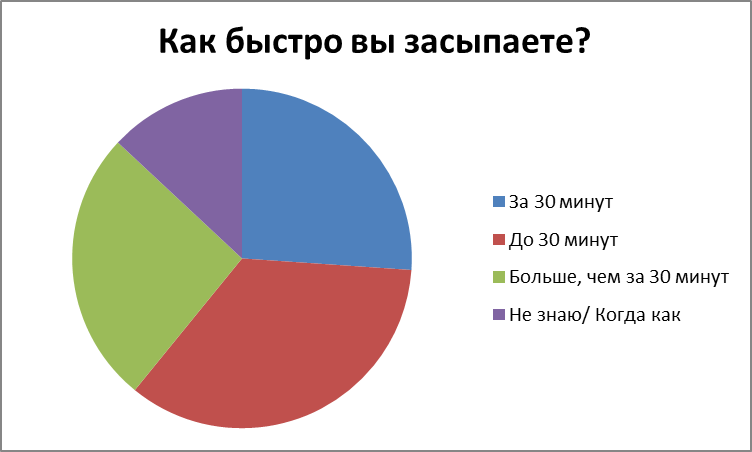 Как быстро вы засыпаете?
За 30 минут
До 30 минут
Больше, чем за 30 минут
Не знаю/ Когда как